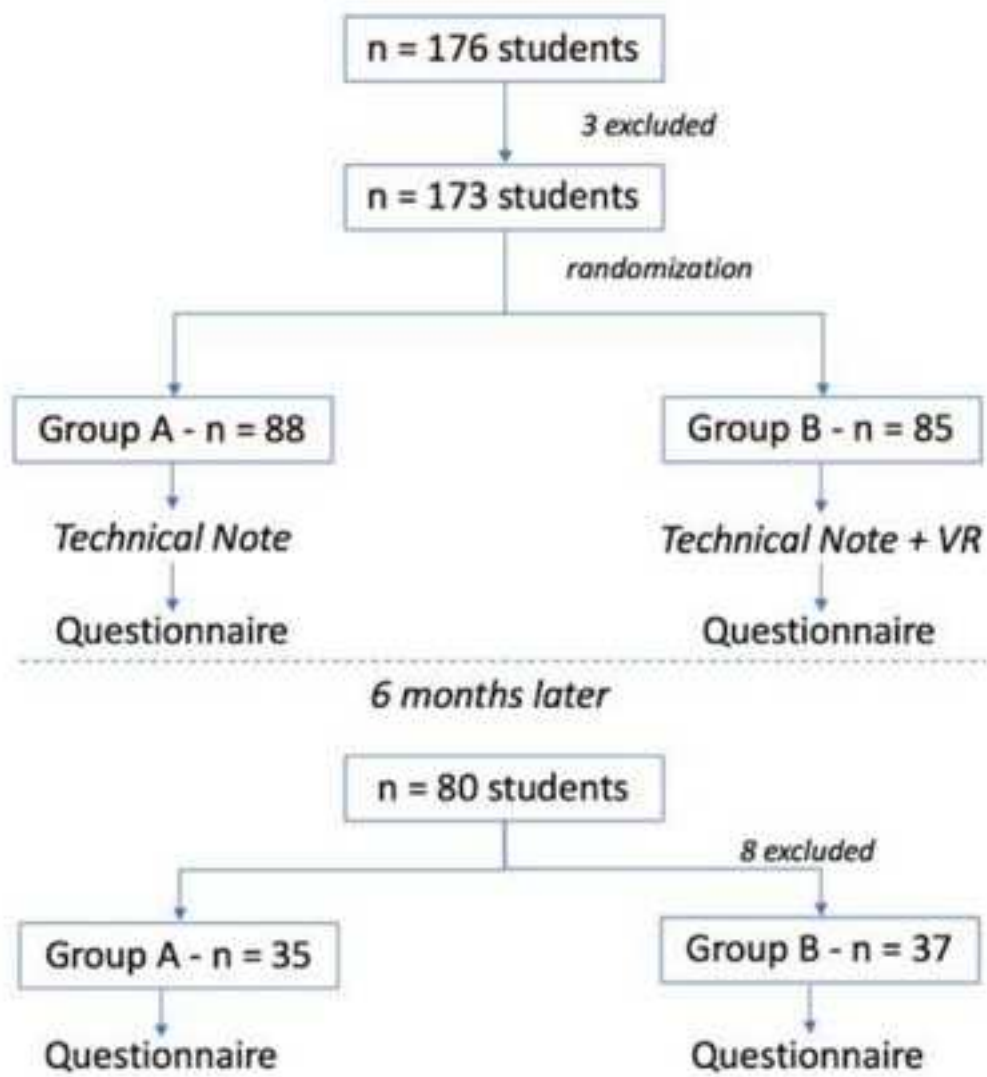 n = 176 students
3 excluded
n = 173 students
randomization
Group A - n = 88
Group B - n = 85
Technical Note
Technical Note + VR
Questionnaire
Questionnaire
6 months later
n = 80 students
8 excluded
Group A - n = 35
Group B - n = 37
Questionnaire
Questionnaire